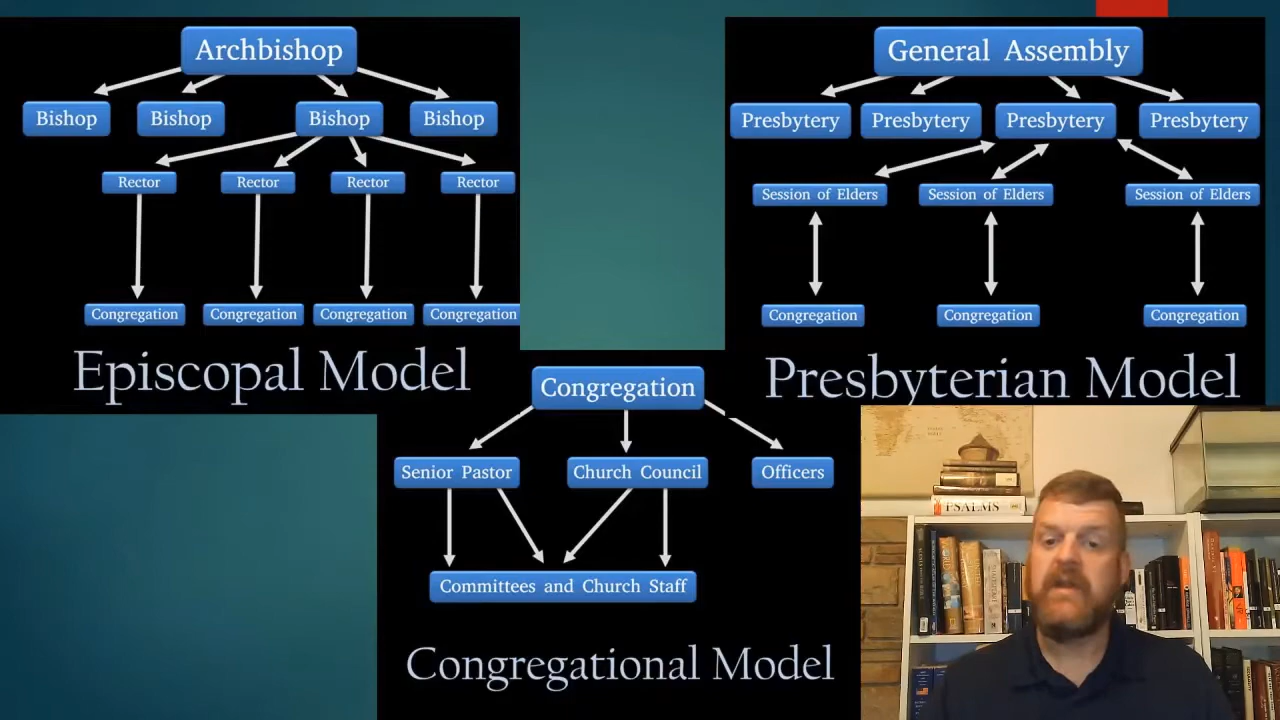 Archbishop
Bishop Bishop Bishop Bishop
Rector Rector Rector Rector
Congregation Congregation Congregation Congregation
Episcopal Model
General Assembly
Presbytery Presbytery Presbytery Presbytery
Session of Elders Session of Elders Session of Elders
Congregation Congregation Congregation
Presbyterian Model
Congregation
Senior Pastor Church Council Officers
Committees and Church Staff
Congregational Model
PSALMS